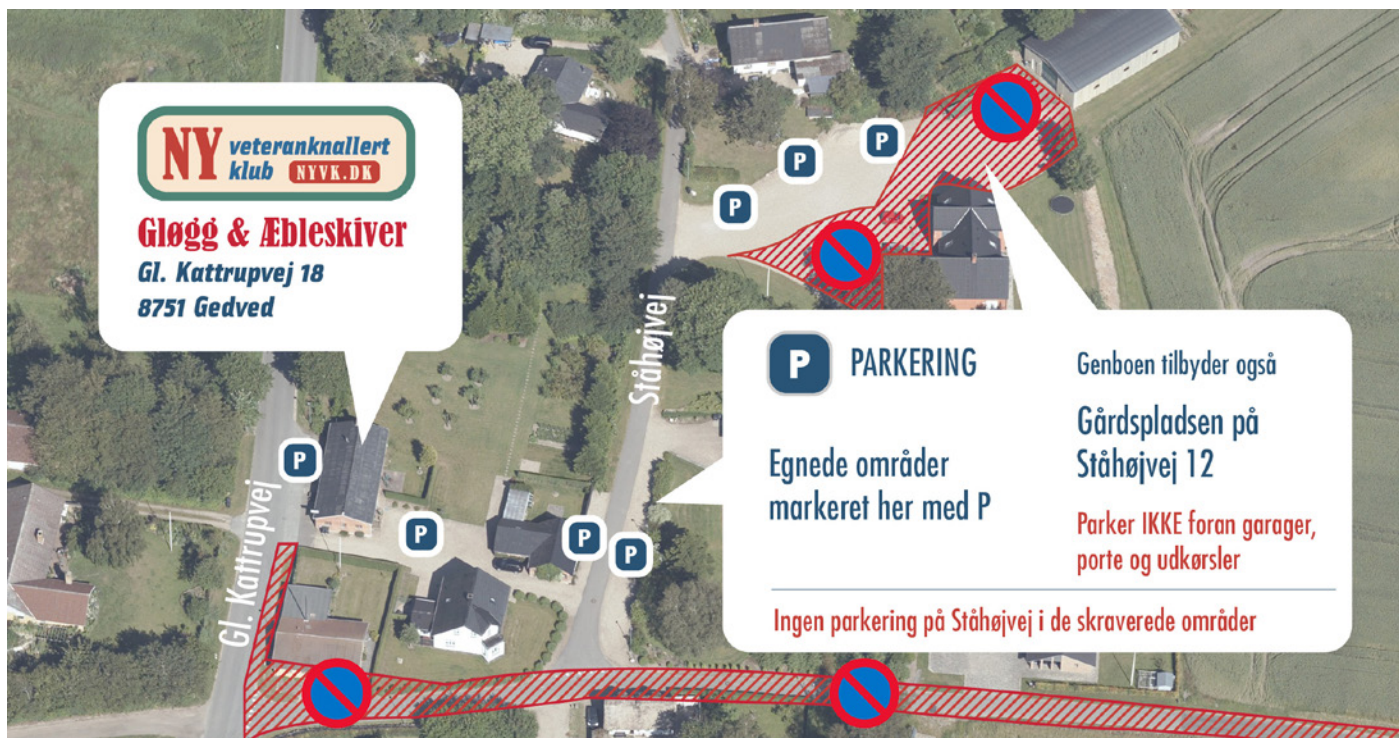 NY veteranknallert
klub NYVK.DK
Gløgg & Æbleskiver
Gl. Kattrupvej 18
8751 Gedved
P
P
P
Ståhøjvej
P PARKERING
Egnede områder
markeret her med P
Genboen tilbyder også
Gårdspladsen på
Ståhøjvej 12
Parker IKKE foran garager,
porte og udkørsler
Ingen parkering på Ståhøjvej i de skraverede områder
Gl. Kattrupvej
P
P
P
P